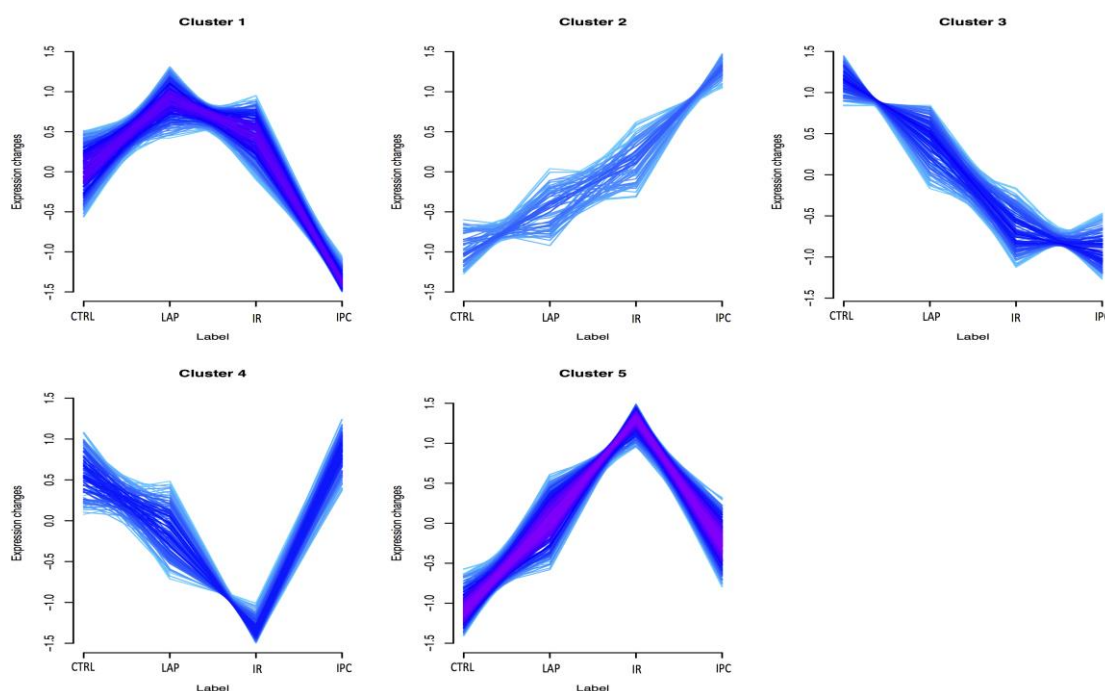 Cluster 1
Expression changes
1.5
1.0
0.5
0.0
−0.5
−1.0
−1.5
CTRL LAP IR IPC
Label
Cluster 2
Expression changes
1.5
1.0
0.5
0.0
−0.5
−1.0
−1.5
CTRL LAP IR IPC
Label
Cluster 3
Expression changes
1.5
1.0
0.5
0.0
−0.5
−1.0
−1.5
CTRL LAP IR IPC
Label
Cluster 4
Expression changes
1.5
1.0
0.5
0.0
−0.5
−1.0
−1.5
CTRL LAP IR IPC
Label
Cluster 5
Expression changes
1.5
1.0
0.5
0.0
−0.5
−1.0
−1.5
CTRL LAP IR IPC
Label